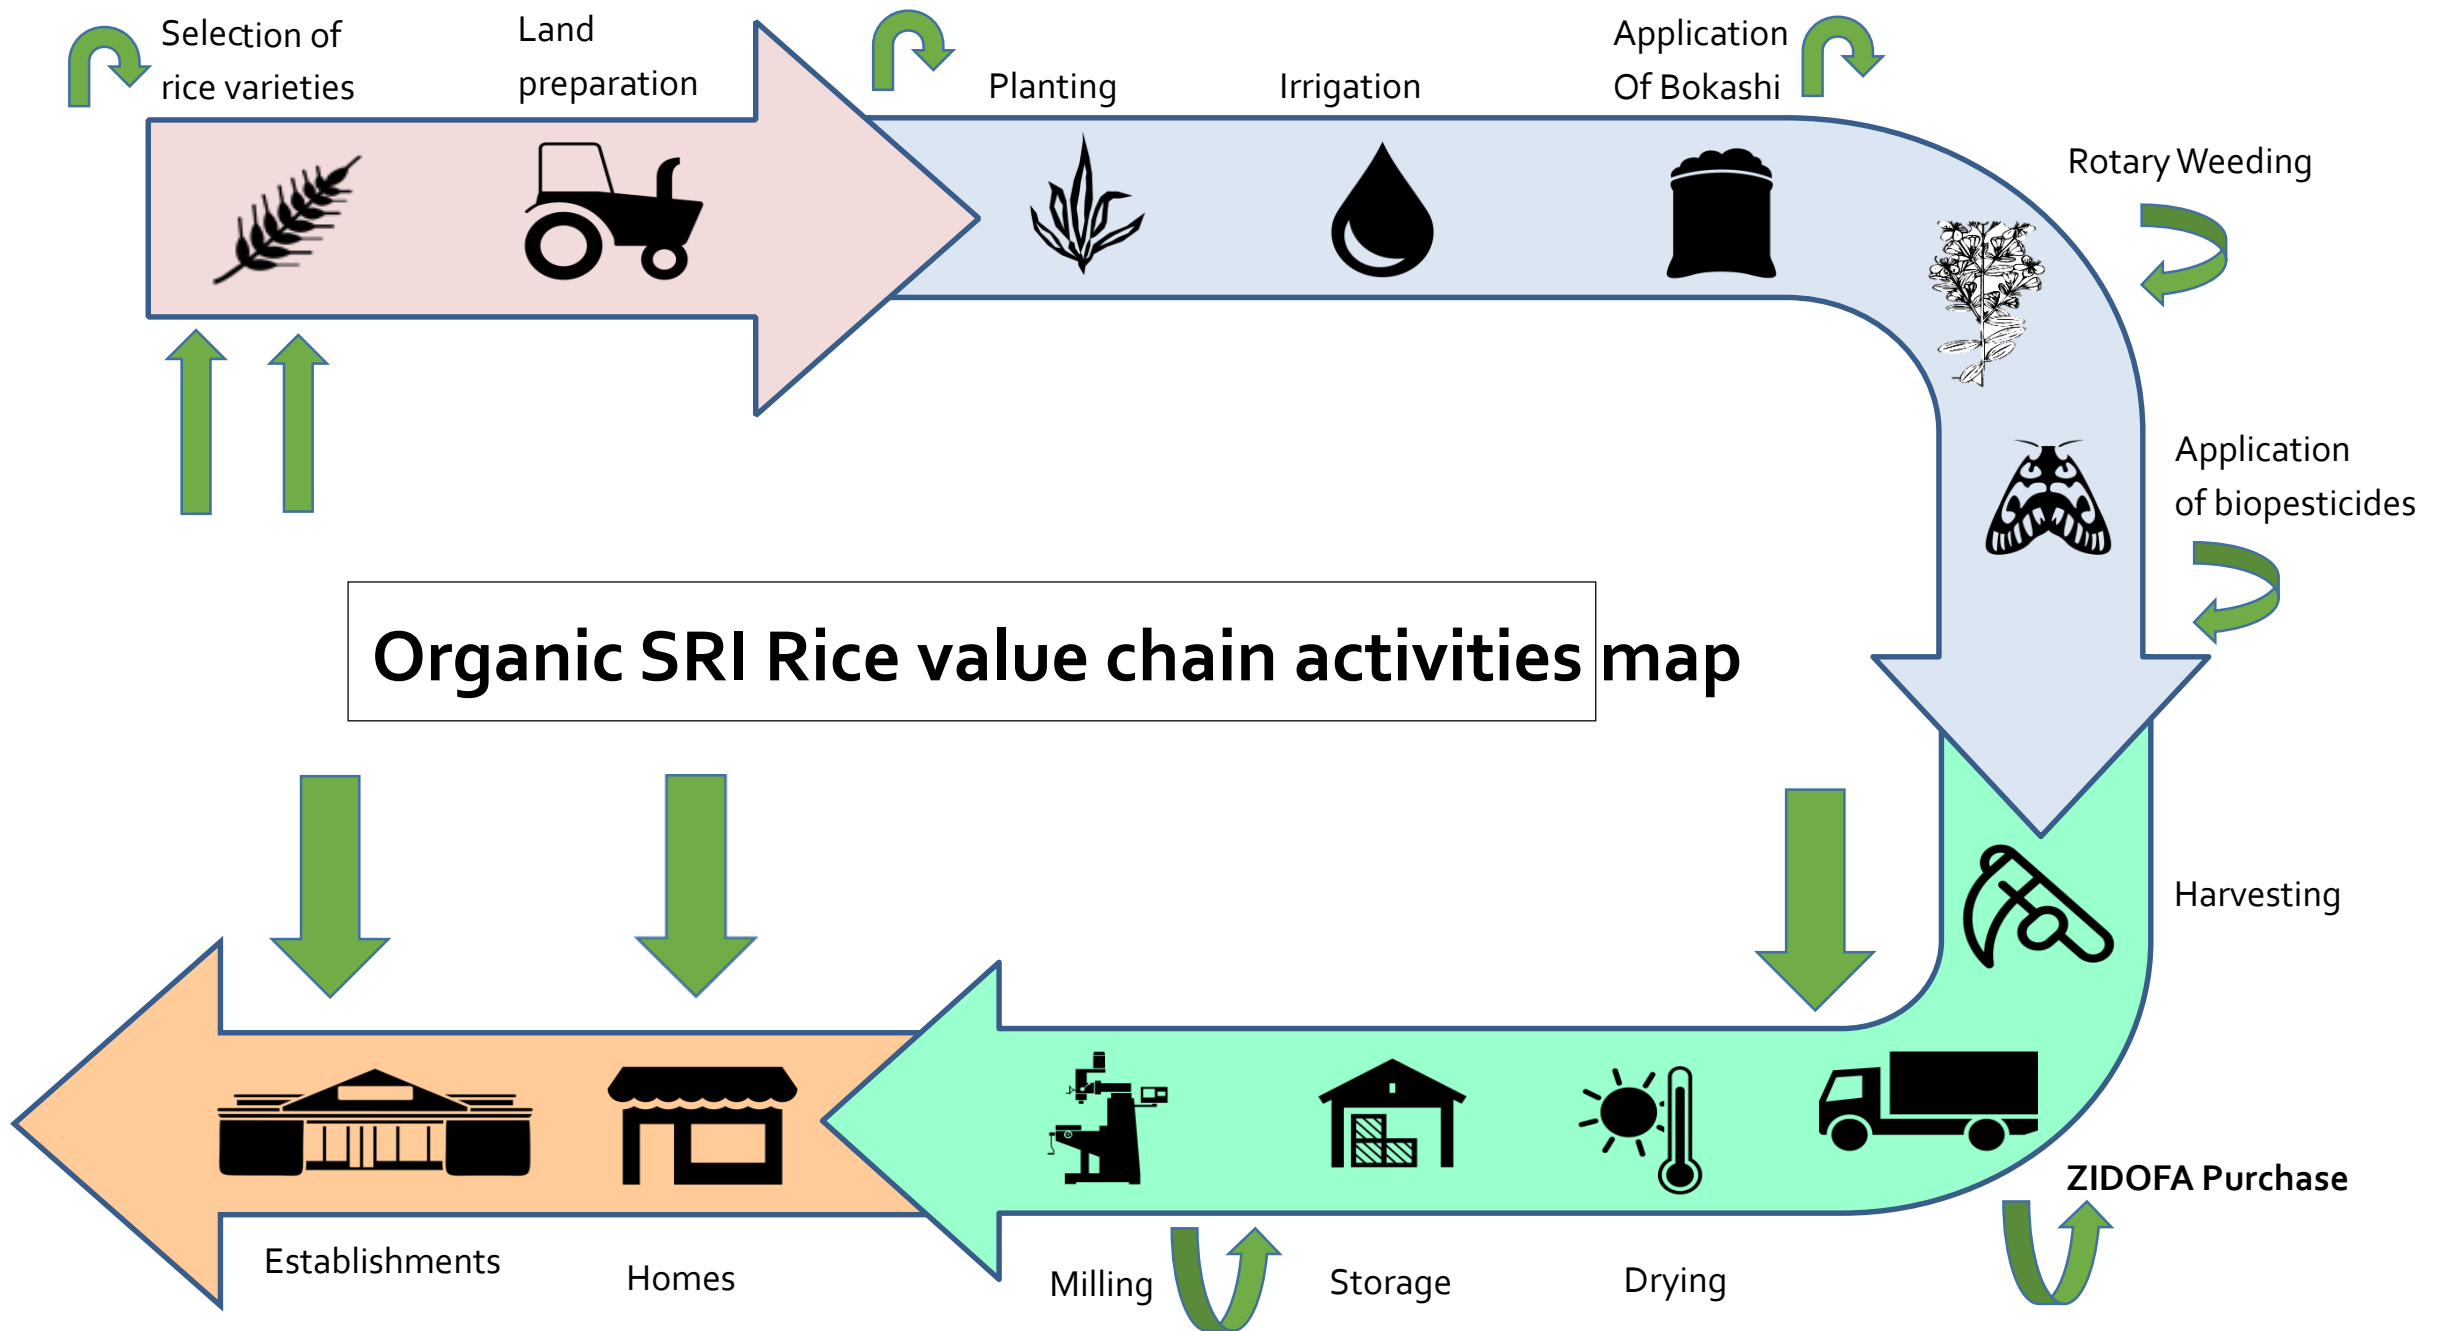 Selection of
rice varieties
Land
preparation
Planting
Irrigation
Application
Of Bokashi
Rotary Weeding
Application
of biopesticides
Organic SRI Rice value chain activities map
Harvesting
ZIDOFA Purchase
Drying
Storage
Milling
Homes
Establishments